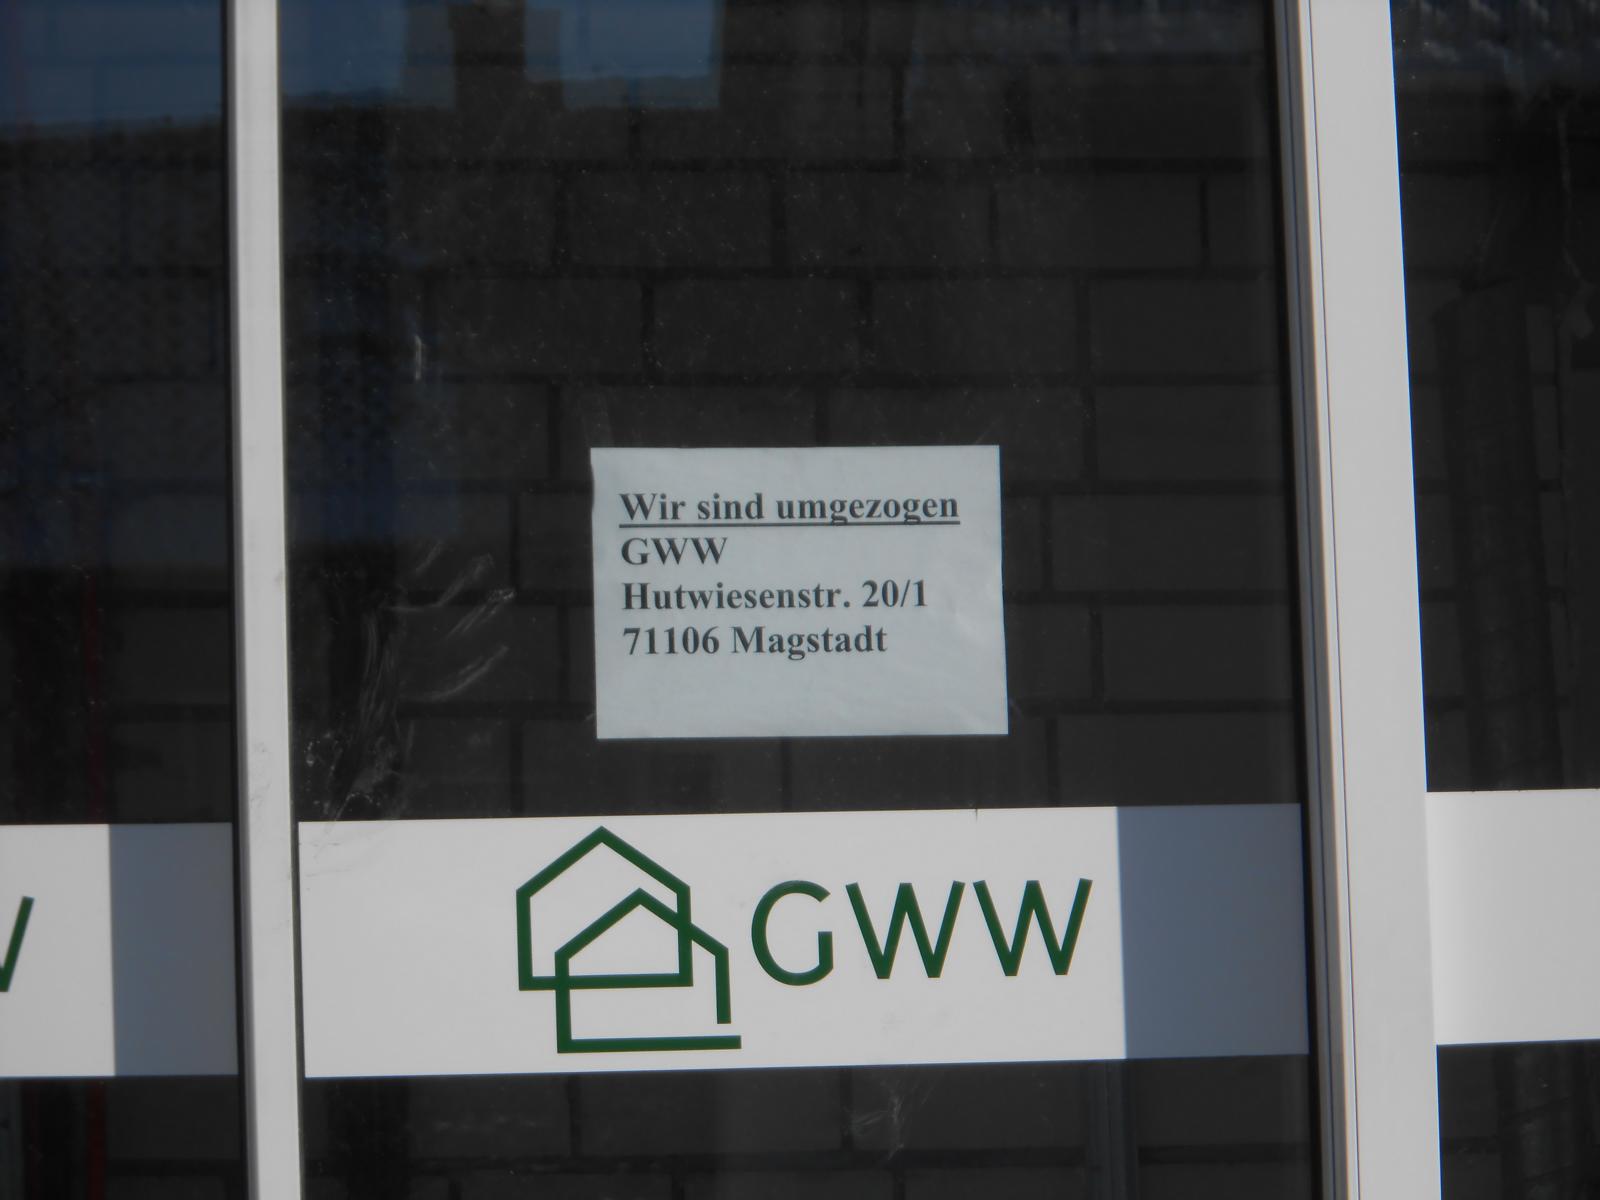 Wir sind umgezogen
GWW
Hutwiesenstr. 20/1
71106 Magstadt
GWW
W